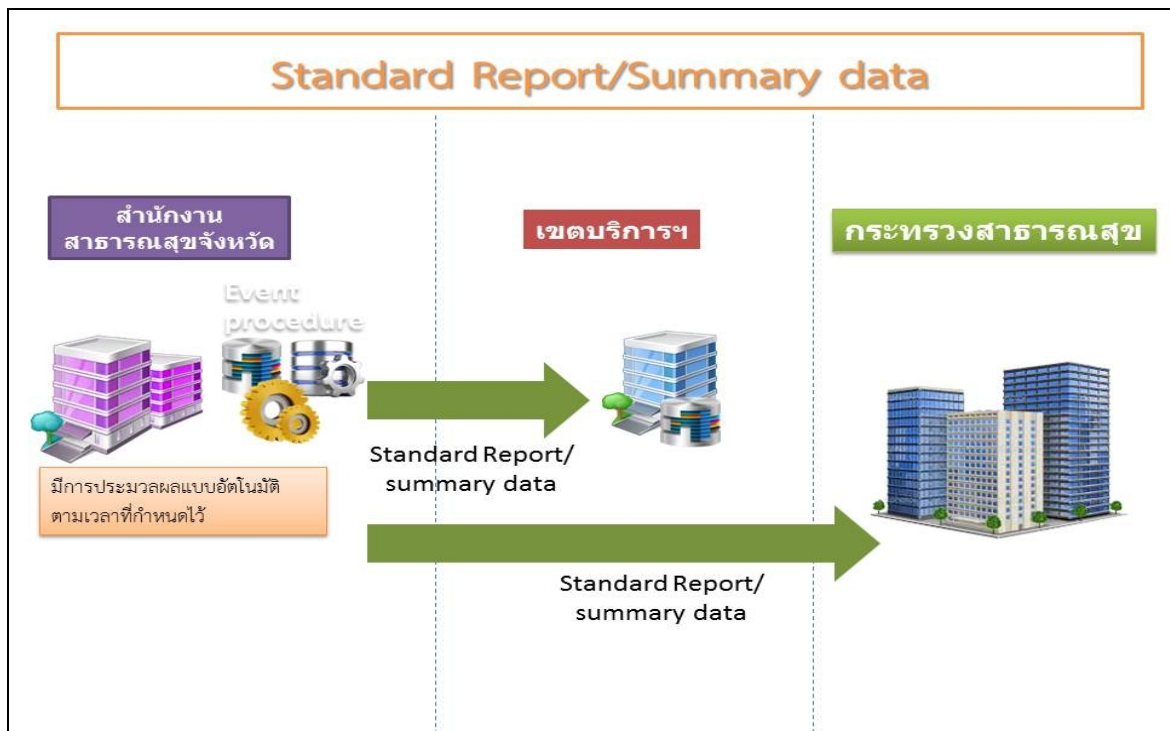 Standard Report/Summary data
สำนักงาน
สาธารณสุขจังหวัด
เขตบริการฯ
กระทรวงสาธารณสุข
Event
procedure
Standard Report/
summary data
มีการประมวลผลแบบอัตโนมัติ
ตามเวลาที่กำหนดไว้
Standard Report/
summary data